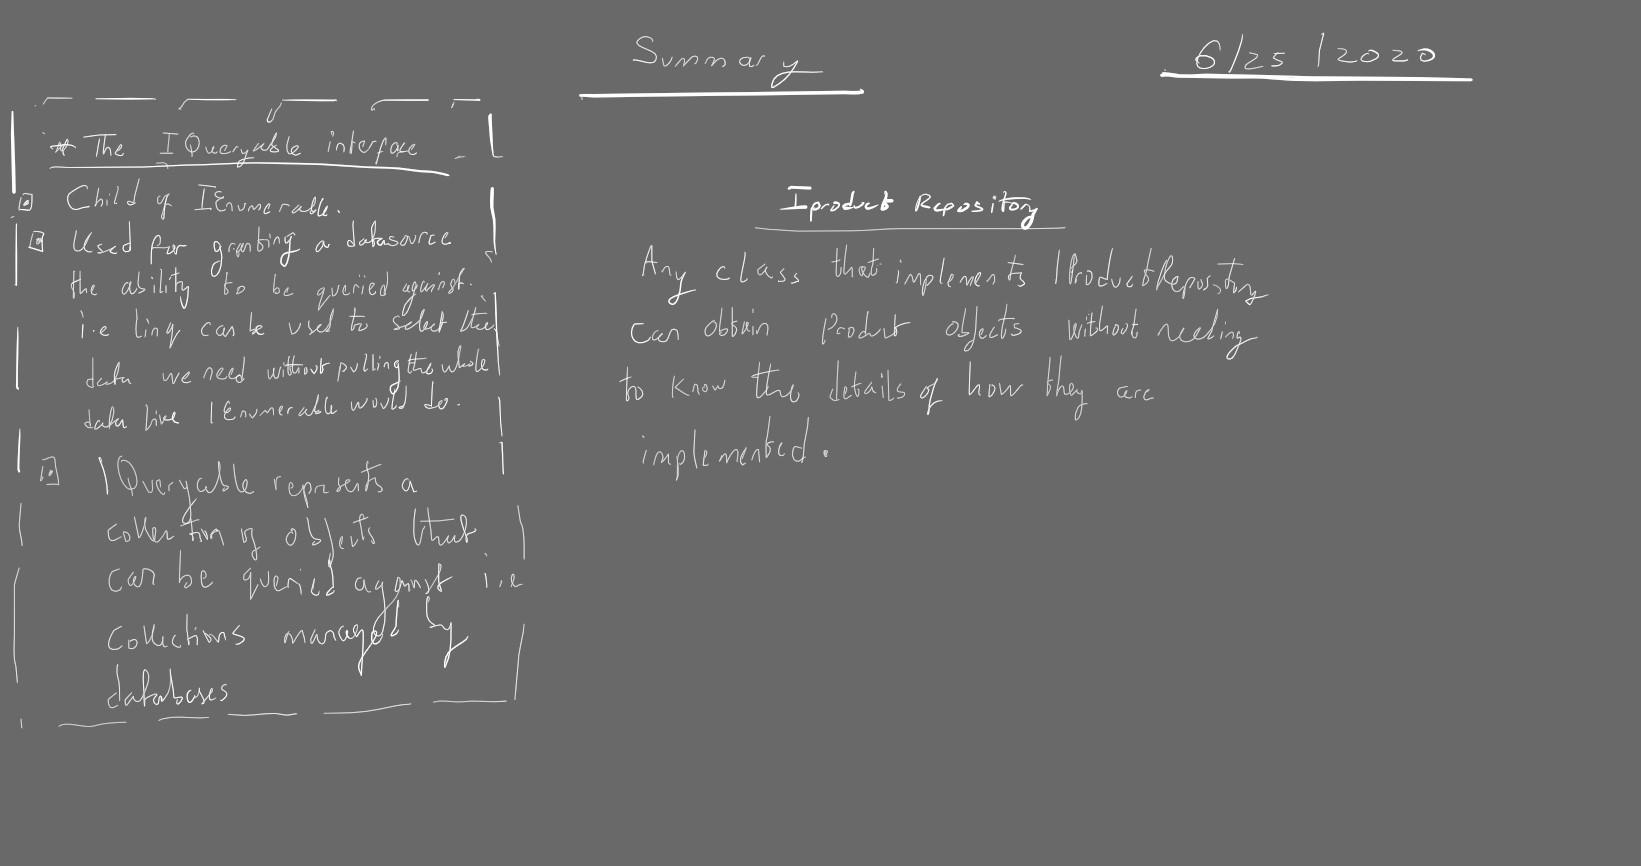 Summary
6/25/2020
* The IQueryable interface
Child of IEnumerable.
Used for granting a datasource
the ability to be queried against.
i.e linq can be used to select the
data we need without pulling the whole
data like IEnumerable would do.
IQueryable represents a
collection of objects that
can be queried against i.e
collections managed by
databases
Iproduct Repository
Any class that implements IProductRepository
can obtain Product objects without needing
to know the details of how they are
implemented.